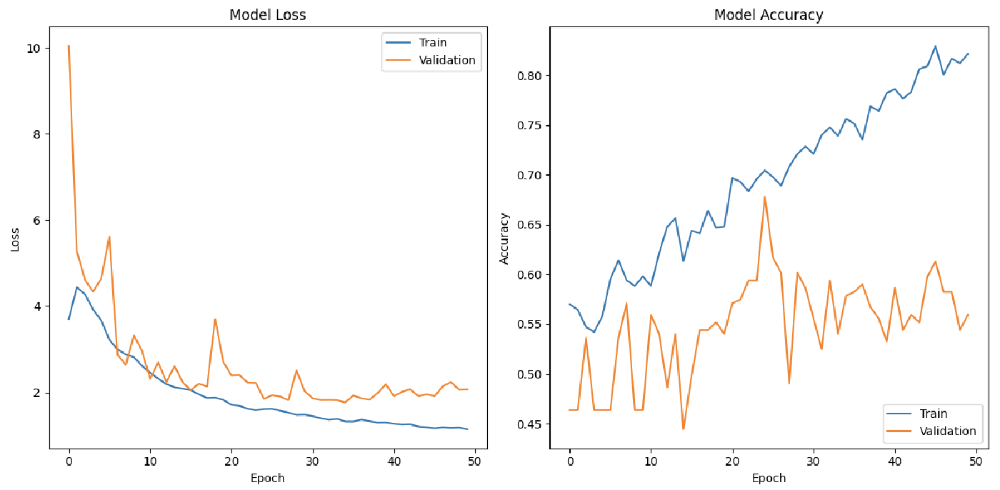 Model Loss
Train
Validation
10
8
6
4
2
Loss
0 10 20 30 40 50
Epoch
Model Accuracy
0.80
0.75
0.70
0.65
0.60
0.55
0.50
0.45
Accuracy
Train
Validation
0 10 20 30 40 50
Epoch